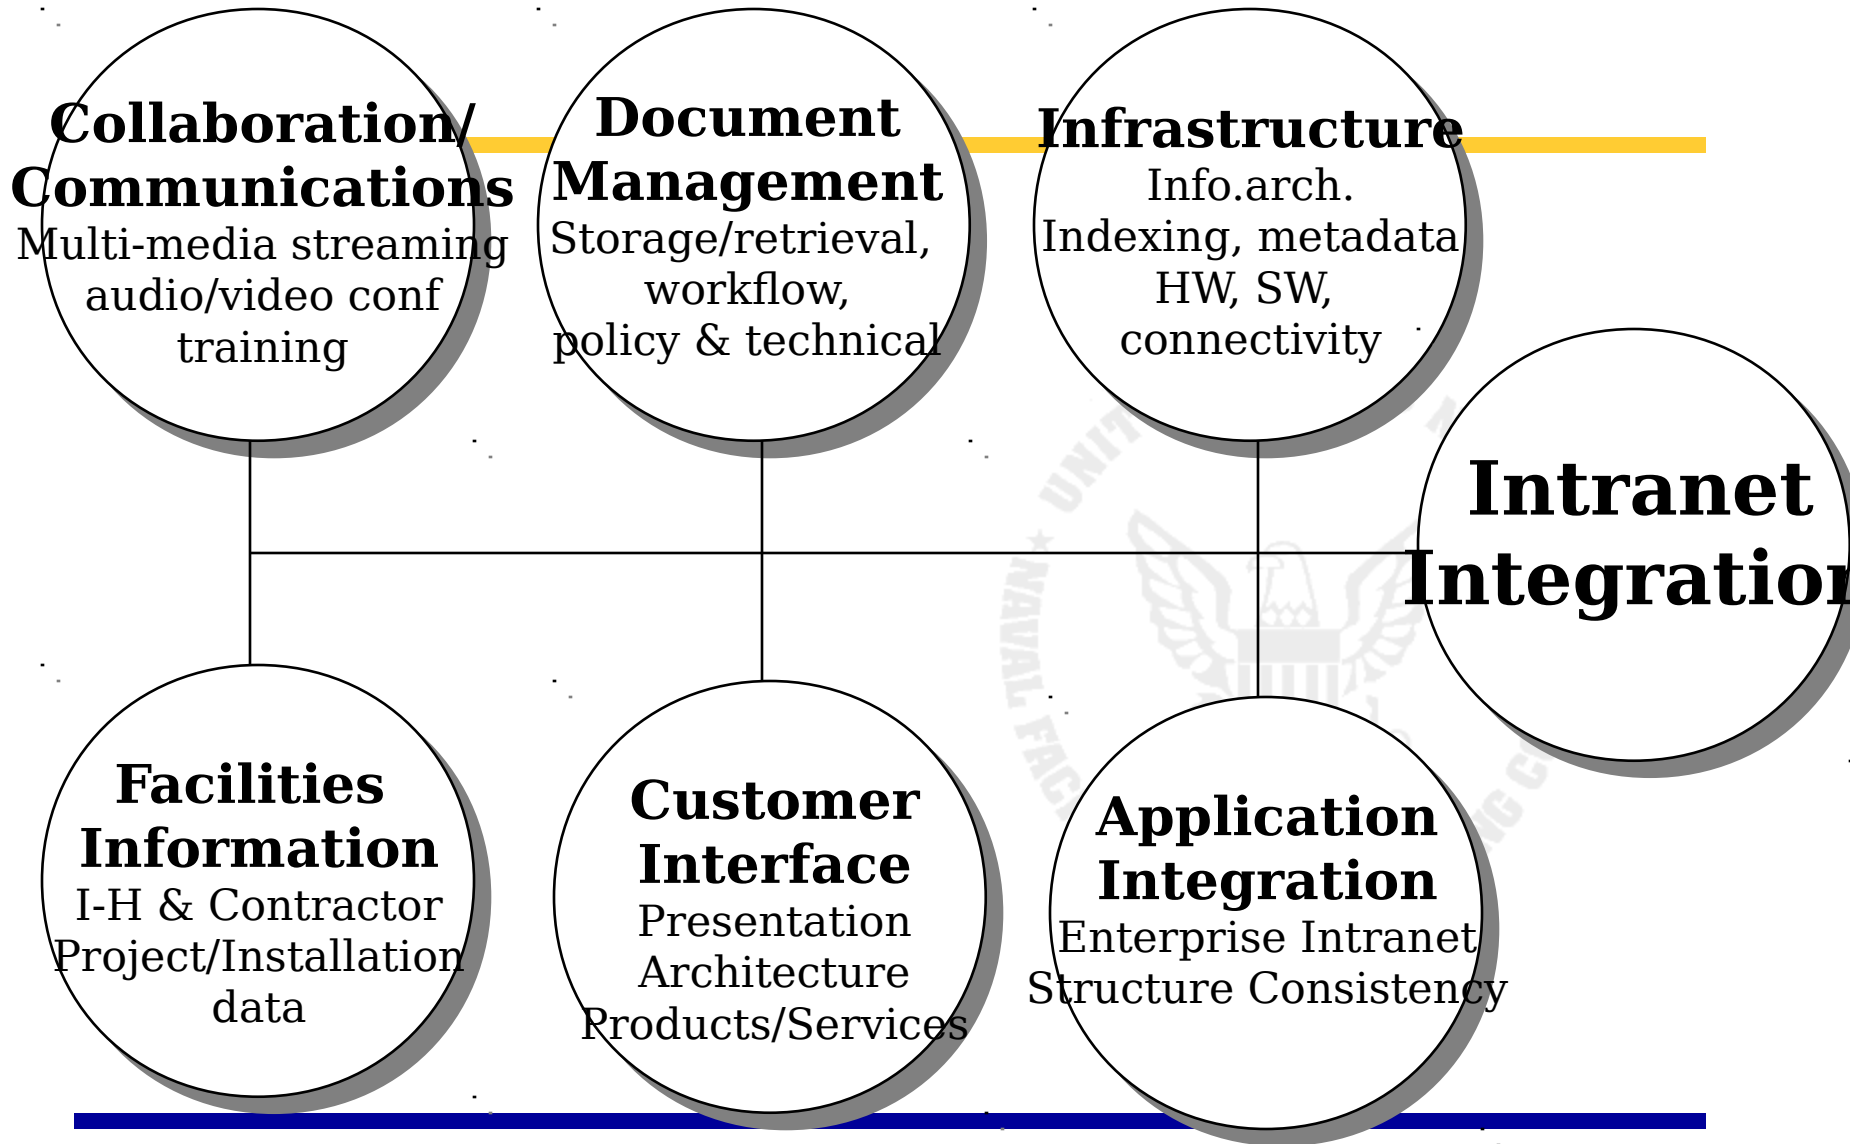 Collaboration/
Communications
Multi-media streaming
audio/video conf
training
Document
Management
Storage/retrieval,
workflow,
policy & technical
Infrastructure
Info.arch.
Indexing, metadata
HW, SW,
connectivity
Intranet
Integration
Facilities
Information
I-H & Contractor
Project/Installation
data
Customer
Interface
Presentation
Architecture
Products/Services
Application
Integration
Enterprise Intranet
Structure Consistency
NAVAL